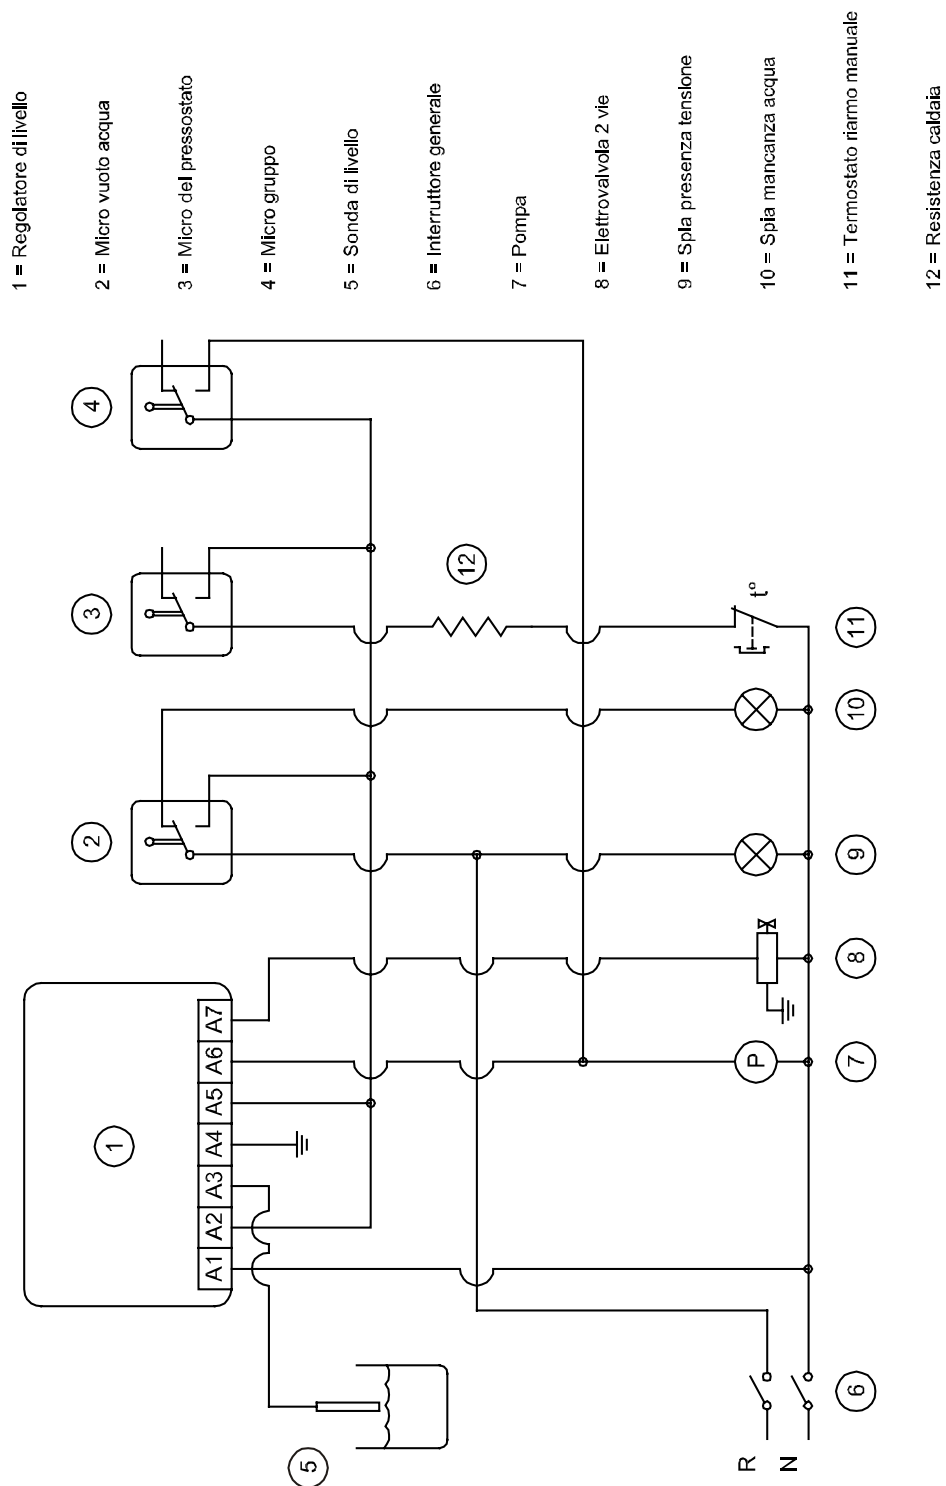 1 = Regolatore di livello
2 = Micro vuoto acqua
3 = Micro del pressostato
4 = Micro gruppo
5 = Sonda di livello
6 = Interruttore generale
7 = Pompa
8 = Elettrovalvola 2 vie
9 = Spia presenza tensione
10 = Spia mancanza acqua
11 = Termostato riarmo manuale
12 = Resistenza caldaia
2 3 4
1
A1 A2 A3 A4 A5 A6 A7
5
12
R
P
t°
N
6 7 8 9 10 11